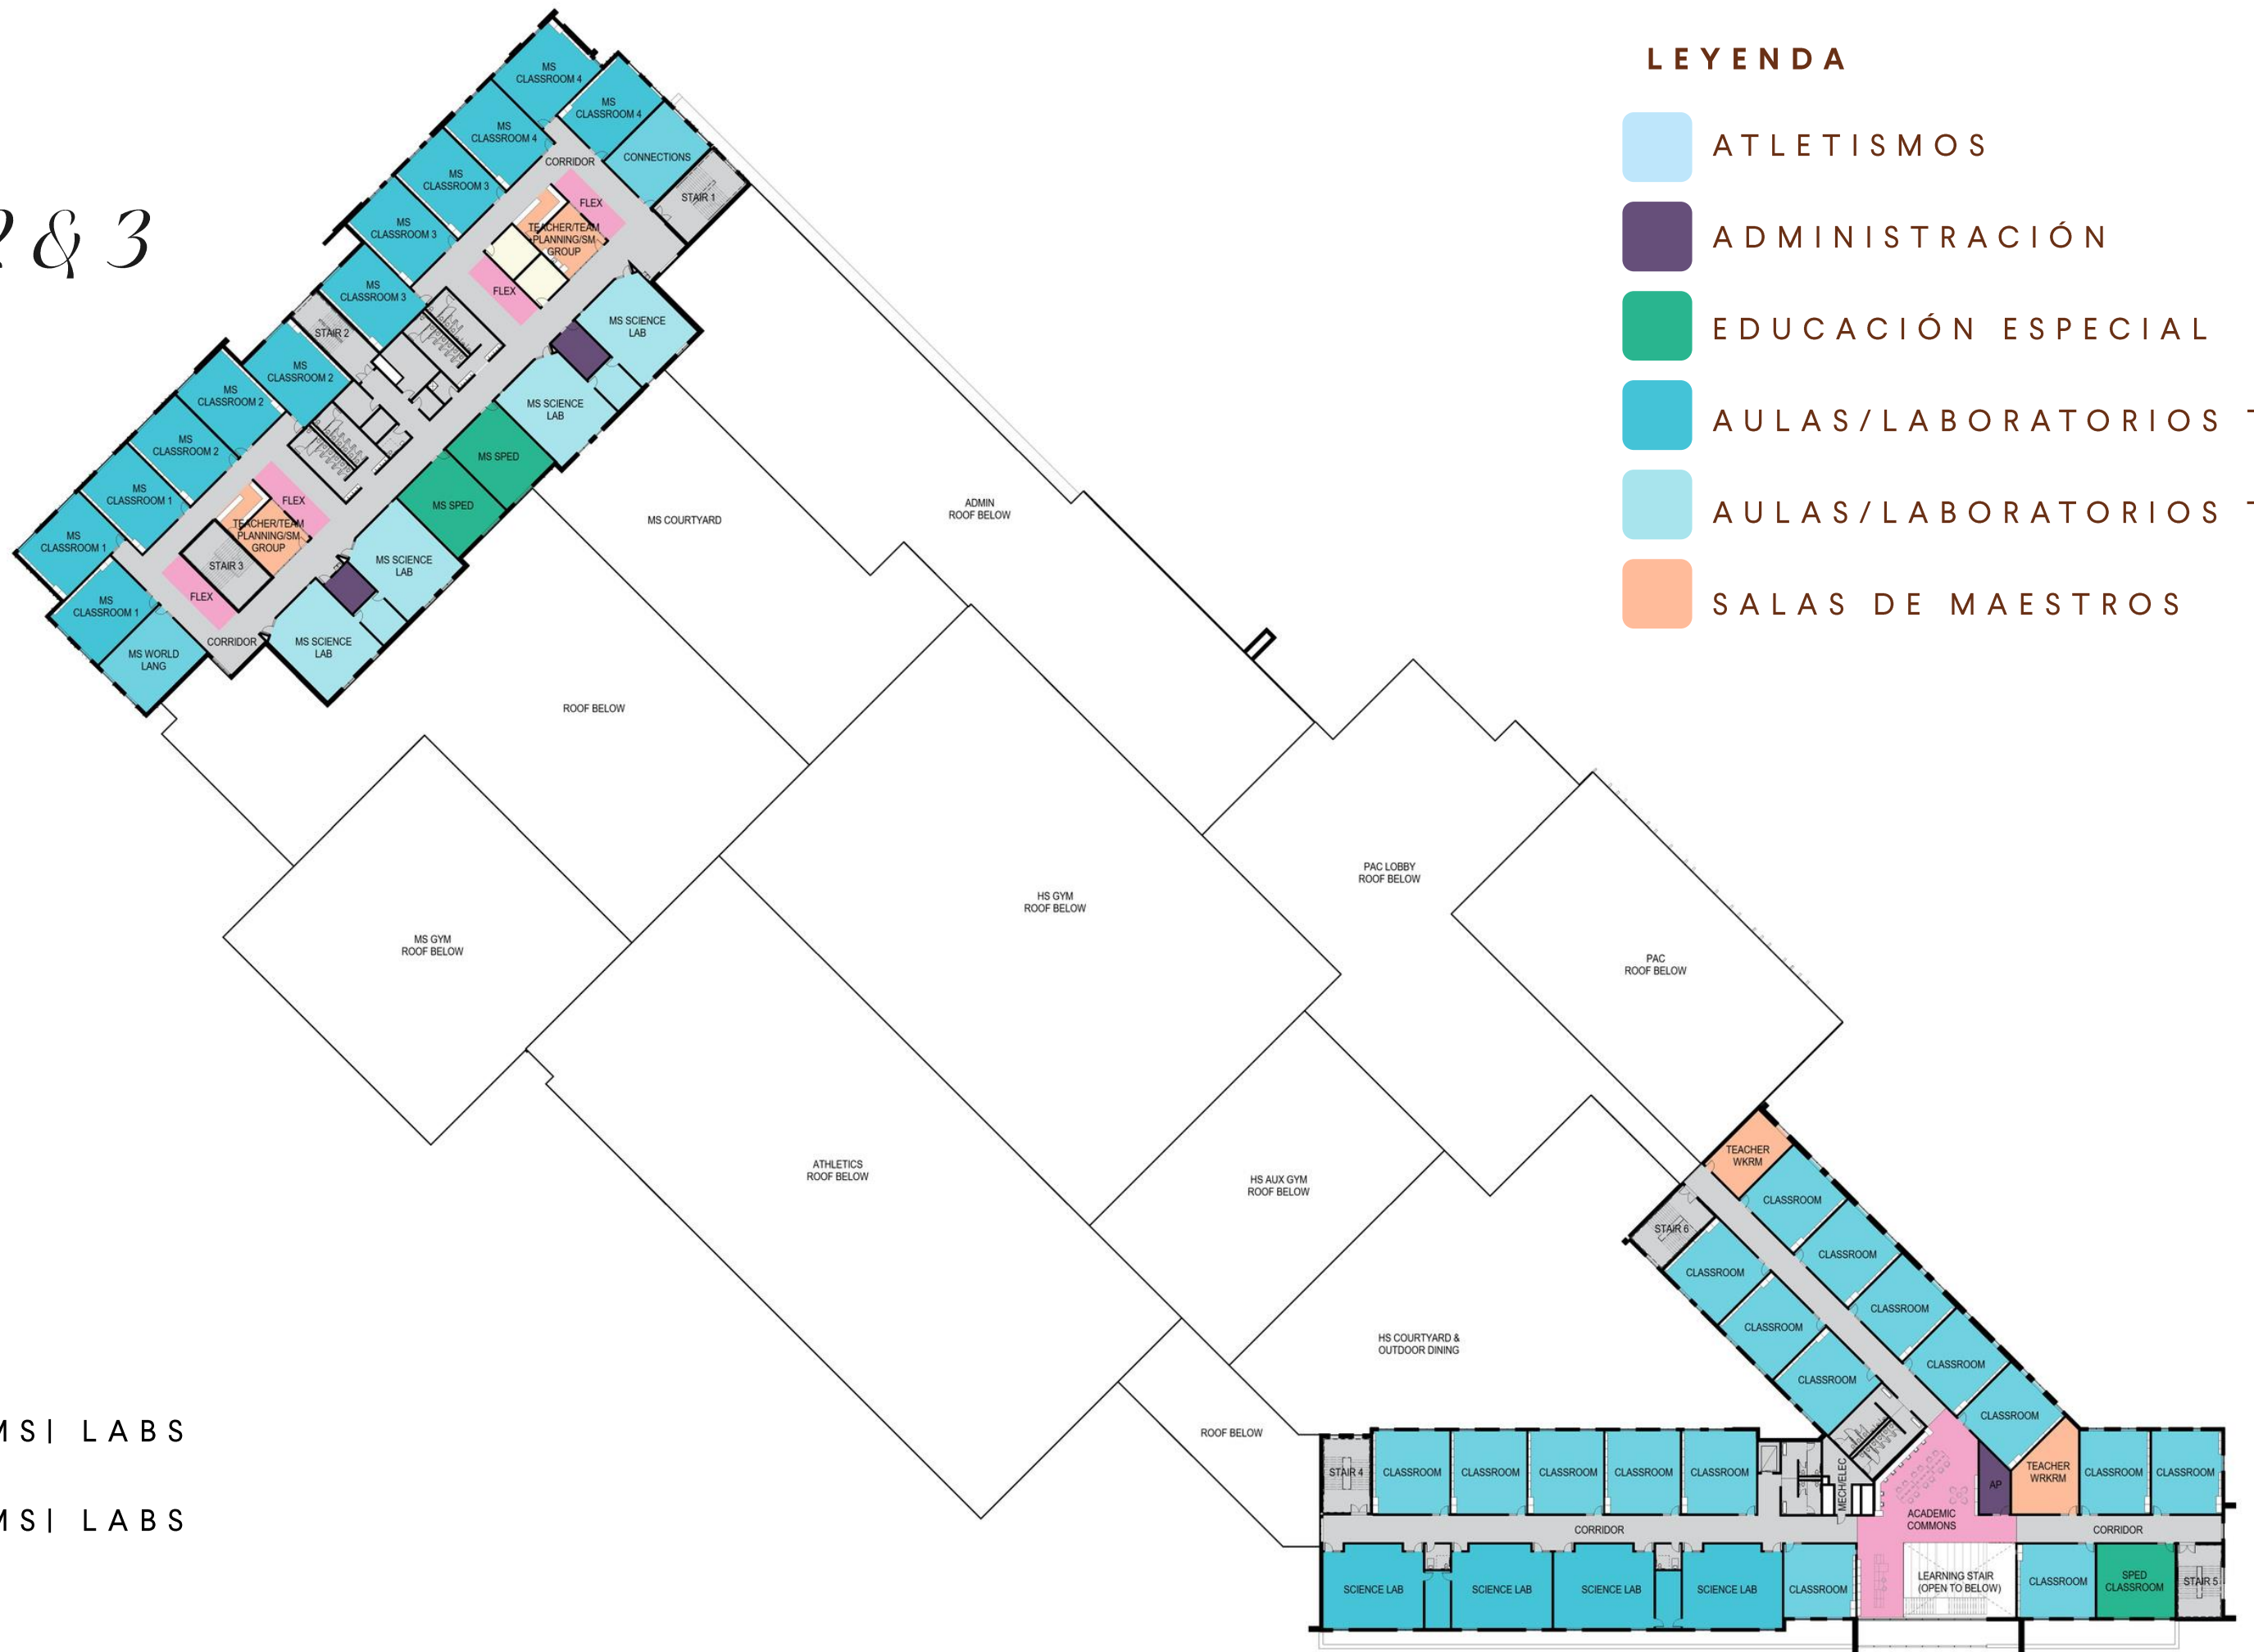 2 & 3
LEYENDA
ATLETISMOS
ADMINISTRACIÓN
EDUCACIÓN ESPECIAL
AULAS/LABORATORIOS
AULAS/LABORATORIOS
SALAS DE MAESTROS
MS
CLASSROOM 4
MS
CLASSROOM 4
MS
CLASSROOM 4
CONNECTIONS
CORRIDOR
STAIR 1
MS
CLASSROOM 3
FLEX
MS
CLASSROOM 3
TEACHER/TEAM
PLANNING/SM
GROUP
FLEX
MS
CLASSROOM 3
STAIR 2
MS SCIENCE
LAB
MS
CLASSROOM 2
MS
CLASSROOM 2
MS SCIENCE
LAB
MS
CLASSROOM 2
MS SPED
MS
CLASSROOM 1
FLEX
MS SPED
TEACHER/TEAM
PLANNING/SM
GROUP
MS
CLASSROOM 1
STAIR 3
MS SCIENCE
LAB
FLEX
MS
CLASSROOM 1
CORRIDOR
MS SCIENCE
LAB
MS WORLD
LANG
MS COURTYARD
ADMIN
ROOF BELOW
ROOF BELOW
PAC LOBBY
ROOF BELOW
HS GYM
ROOF BELOW
MS GYM
ROOF BELOW
PAC
ROOF BELOW
ATHLETICS
ROOF BELOW
HS AUX GYM
ROOF BELOW
HS COURTYARD &
OUTDOOR DINING
ROOF BELOW
TEACHER
WKRM
CLASSROOM
STAIR 6
CLASSROOM
CLASSROOM
CLASSROOM
CLASSROOM
CLASSROOM
CLASSROOM
CLASSROOM
STAIR 4
CLASSROOM
CLASSROOM
CLASSROOM
CLASSROOM
CLASSROOM
MECH/ELEC
AP
TEACHER
WRKRM
CLASSROOM
CLASSROOM
ACADEMIC
COMMONS
CORRIDOR
CORRIDOR
SCIENCE LAB
SCIENCE LAB
SCIENCE LAB
SCIENCE LAB
CLASSROOM
LEARNING STAIR
(OPEN TO BELOW)
CLASSROOM
SPED
CLASSROOM
STAIR 5
MS| LABS
MS| LABS